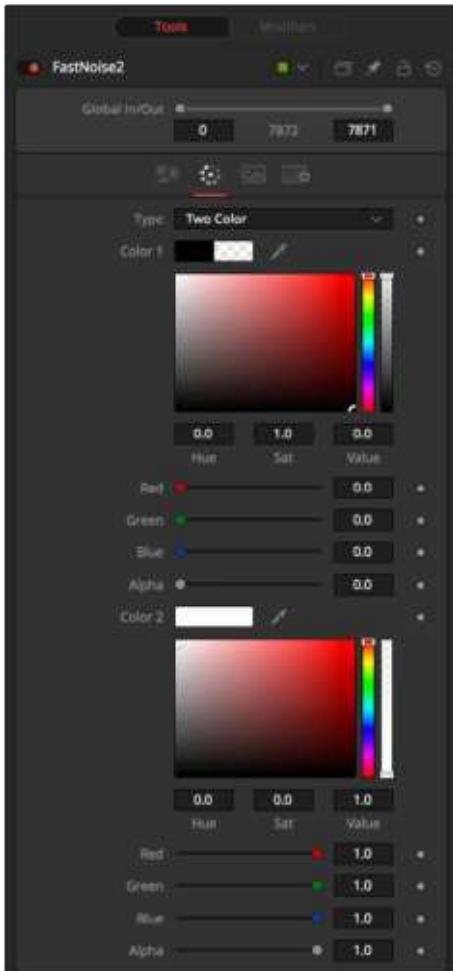 Tools Modifiers
FastNoise2
Global In/Out
0 7872 7871
Type Two Color
Color 1
0.0 1.0 0.0
Hue Sat Value
Red 0.0
Green 0.0
Blue 0.0
Alpha 0.0
Color 2
0.0 0.0 1.0
Hue Sat Value
Red 1.0
Green 1.0
Blue 1.0
Alpha 1.0